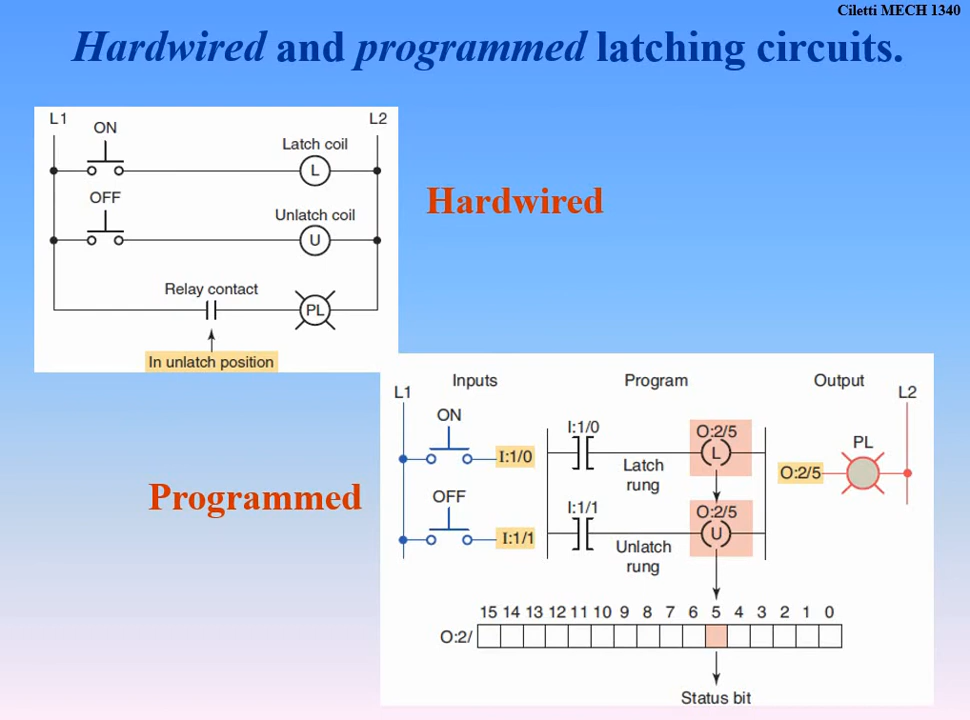 Ciletti MECH 1340
Hardwired and programmed latching circuits.
L1
L2
ON
Latch coil
L
OFF
Unlatch coil
U
Relay contact
PL
In unlatch position
Hardwired
Programmed
Inputs
Program
Output
L1
L2
ON
I:1/0
I:1/0
O:2/5
L
Latch
rung
PL
O:2/5
OFF
I:1/1
I:1/1
O:2/5
U
Unlatch
rung
15 14 13 12 11 10 9 8 7 6 5 4 3 2 1 0
O:2/
Status bit